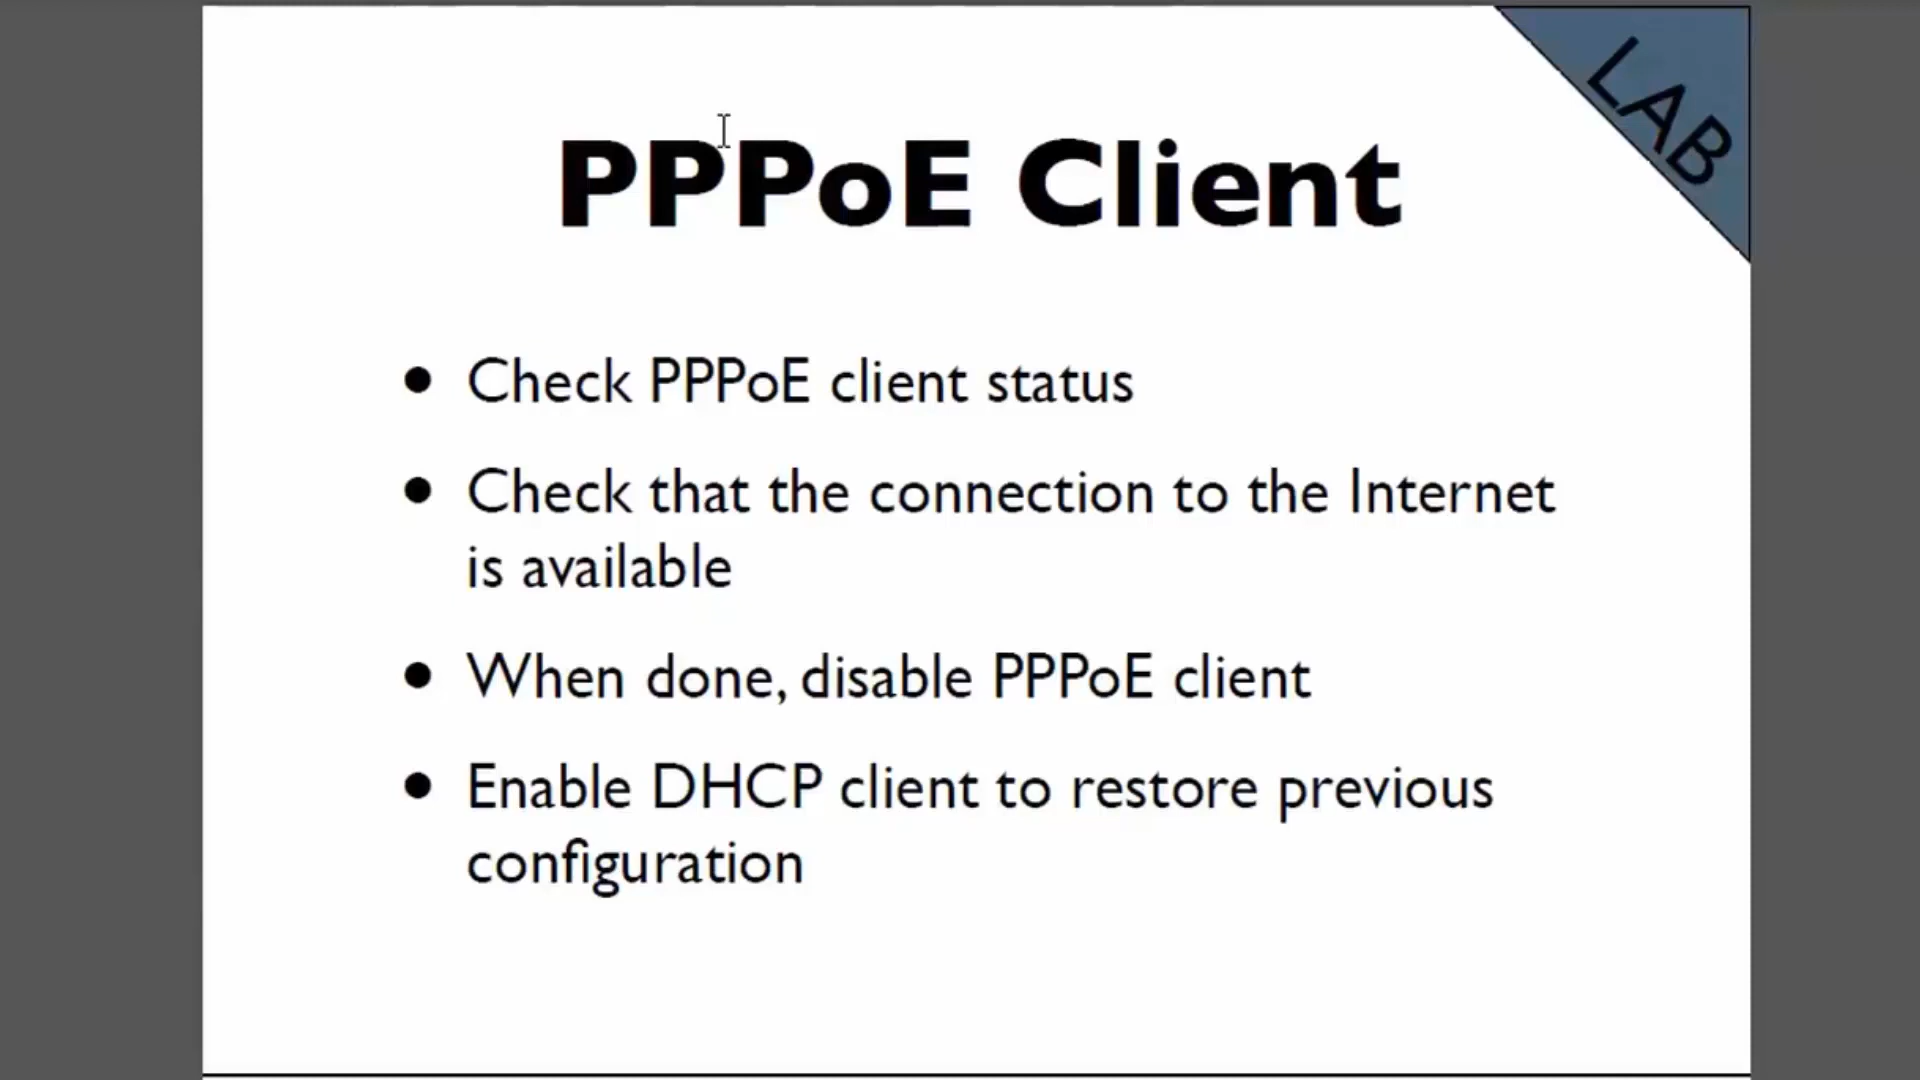 LAB
PPPoE Client
• Check PPPoE client status
• Check that the connection to the Internet
is available
• When done, disable PPPoE client
• Enable DHCP client to restore previous
configuration